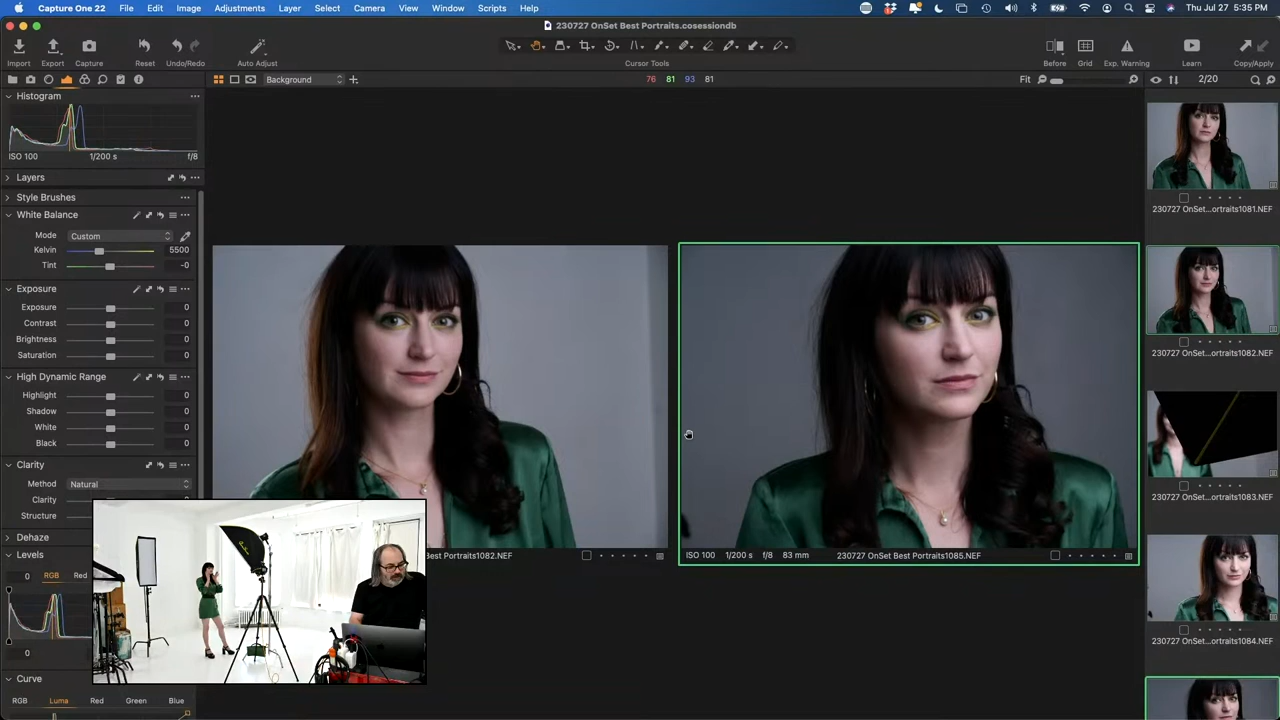 Capture One 22 File Edit Image Adjustments Layer Select Camera View Window Scripts Help Thu Jul 27 5:35 PM
230727 OnSet Best Portraits.cosessiondb
Import Export Capture Reset Undo/Redo Auto Adjust Cursor Tools Before Grid Exp. Warning Learn Copy/Apply
Background 76 81 93 81 Fit 2/20
Histogram
ISO 100 1/200 s f/8
Layers
Style Brushes
White Balance
Mode Custom
Kelvin 5500
Tint -0
Exposure
Exposure 0
Contrast 0
Brightness 0
Saturation 0
High Dynamic Range
Highlight 0
Shadow 0
White 0
Black 0
Clarity
Method Natural
Clarity
Structure
Dehaze
Levels
0 RGB Red
0
Curve
RGB Luma Red Green Blue
Best Portraits1082.NEF
ISO 100 1/200 s f/8 83 mm 230727 OnSet Best Portraits1085.NEF
230727 OnSet...ortraits1081.NEF
230727 OnSet...ortraits1082.NEF
230727 OnSet...ortraits1083.NEF
230727 OnSet...ortraits1084.NEF